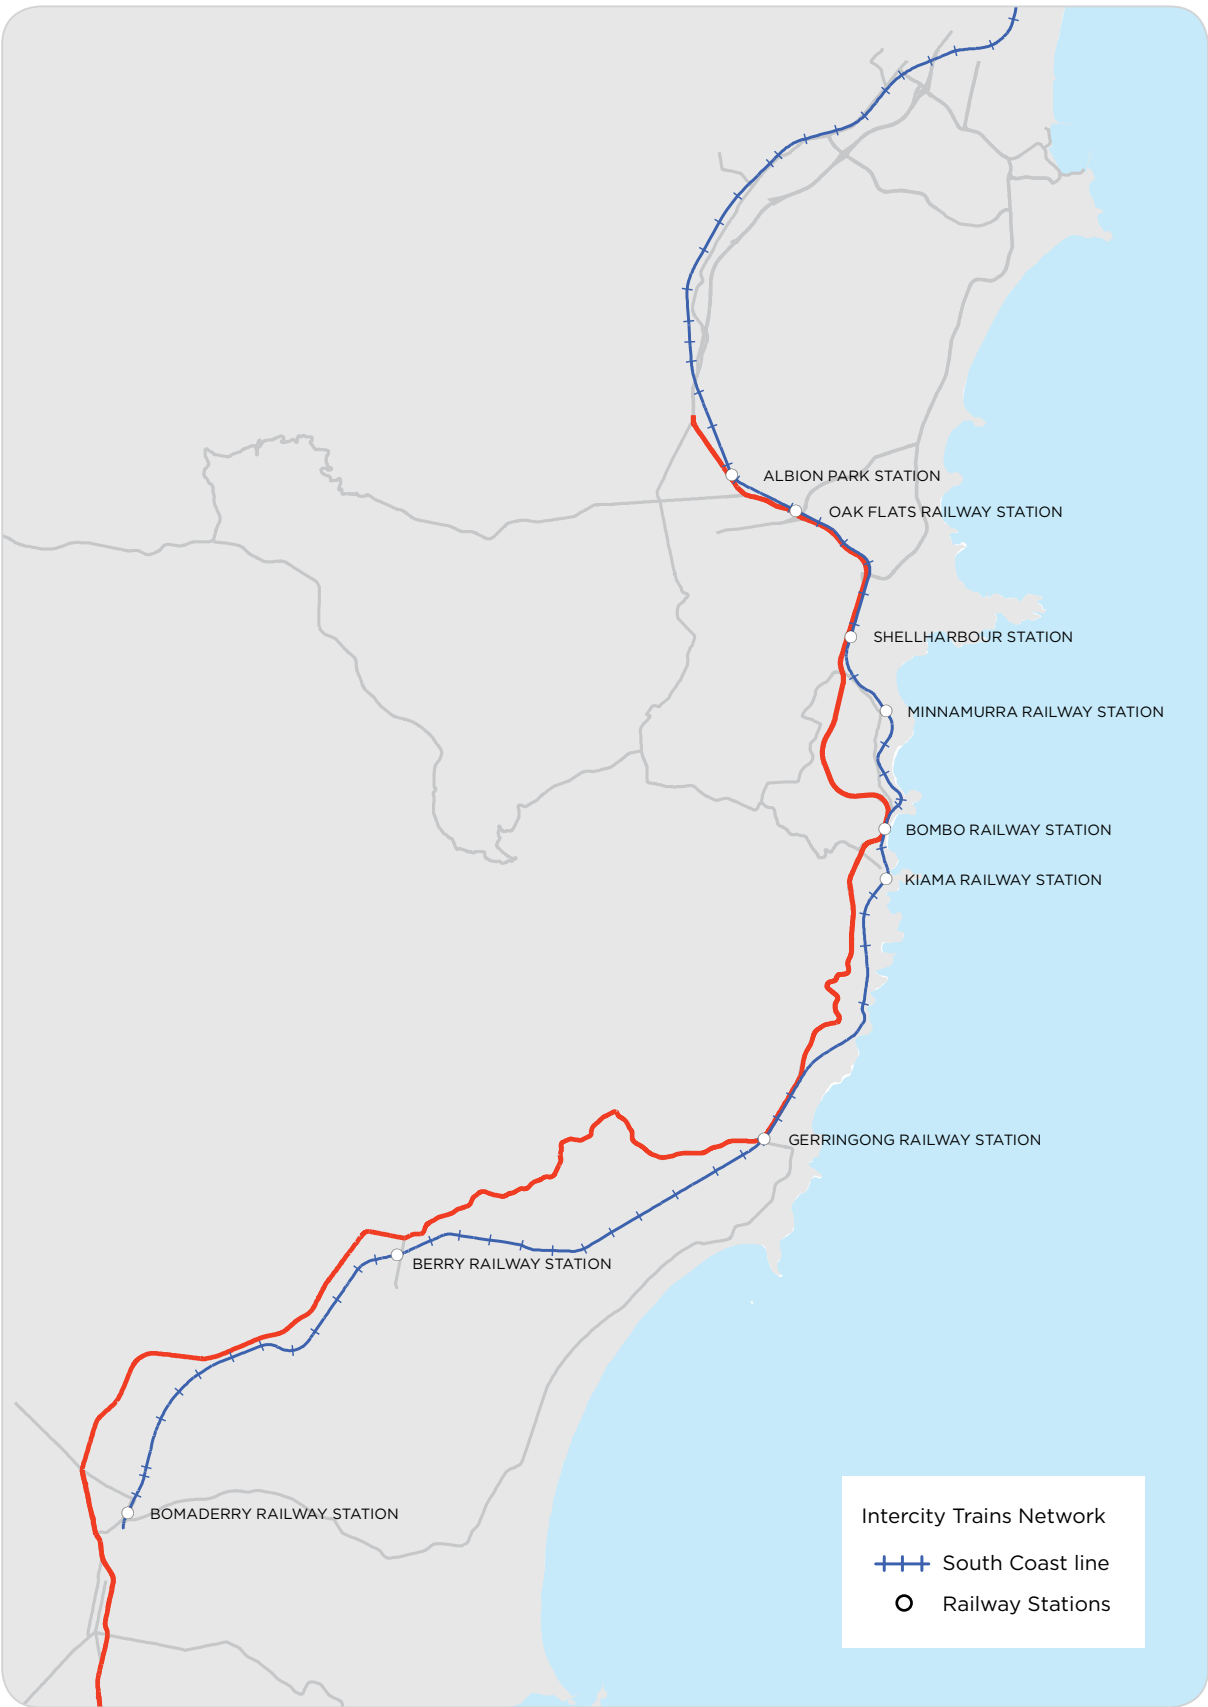 ALBION PARK STATION
OAK FLATS RAILWAY STATION
SHELLHARBOUR STATION
MINNAMURRA RAILWAY STATION
BOMBO RAILWAY STATION
KIAMA RAILWAY STATION
GERRINGONG RAILWAY STATION
BERRY RAILWAY STATION
BOMADERRY RAILWAY STATION
Intercity Trains Network
South Coast line
Railway Stations